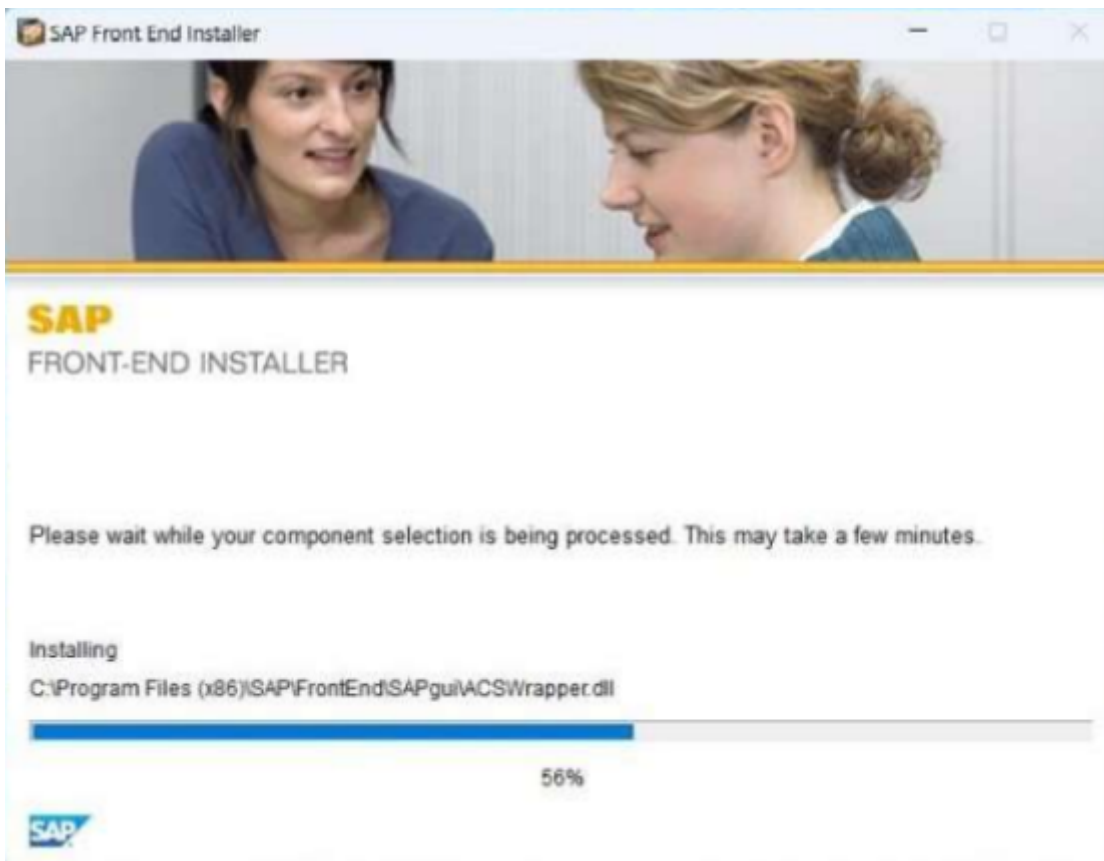 SAP Front End Installer
SAP
FRONT-END INSTALLER
Please wait while your component selection is being processed. This may take a few minutes.
Installing
C:\Program Files (x86)\SAP\FrontEnd\SAPgui\ACSWrapper.dll
56%
SAP